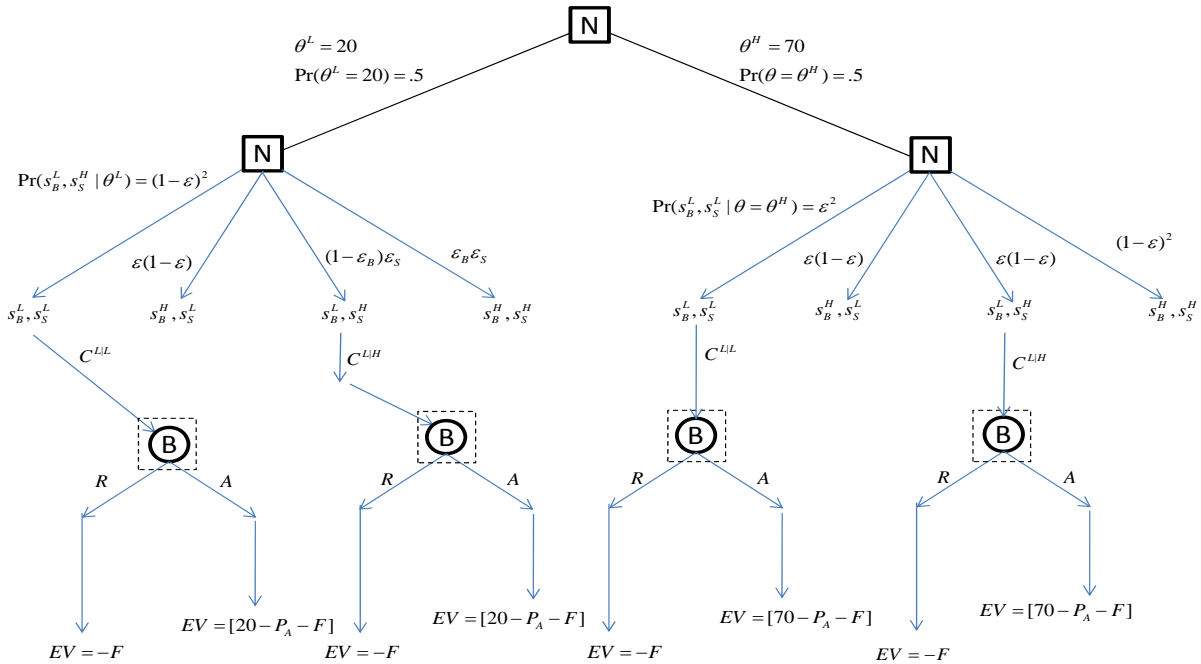 N
θ^L = 20
Pr(θ^L = 20) = .5
θ^H = 70
Pr(θ = θ^H) = .5
N
N
Pr(s_B^L, s_S^H | θ^L) = (1 − ε)^2
ε(1 − ε)
(1 − ε_B)ε_S
ε_B ε_S
Pr(s_B^L, s_S^L | θ = θ^H) = ε^2
ε(1 − ε)
ε(1 − ε)
(1 − ε)^2
s_B^L, s_S^L
s_B^H, s_S^L
s_B^L, s_S^H
s_B^H, s_S^H
s_B^L, s_S^L
s_B^H, s_S^L
s_B^L, s_S^H
s_B^H, s_S^H
C^{L|L}
C^{L|H}
C^{L|L}
C^{L|H}
B
B
B
B
R
A
R
A
R
A
R
A
EV = [20 − P_A − F]
EV = [20 − P_A − F]
EV = [70 − P_A − F]
EV = [70 − P_A − F]
EV = −F
EV = −F
EV = −F
EV = −F